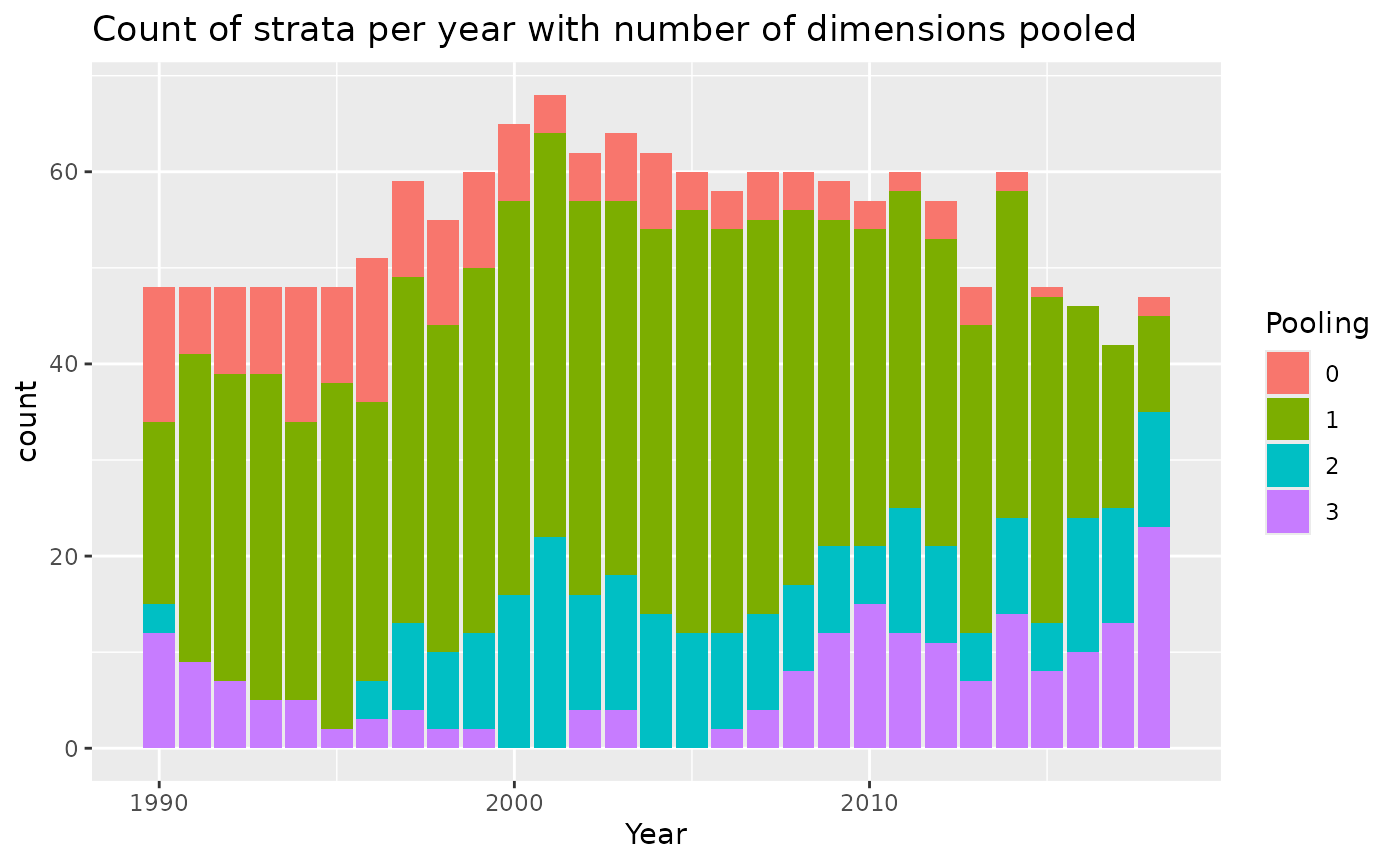 Count of strata per year with number of dimensions pooled
60
40
20
0
count
1990
2000
2010
Year
Pooling
0
1
2
3